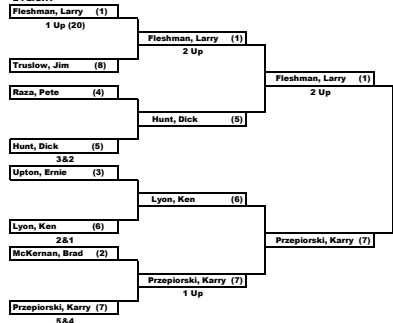 Fleshman, Larry (1)
1 Up (20)
Truslow, Jim (8)
Raza, Pete (4)
Hunt, Dick (5)
3&2
Upton, Ernie (3)
Lyon, Ken (6)
2&1
McKernan, Brad (2)
Przepiorski, Karry (7)
5&4
Fleshman, Larry (1)
2 Up
Hunt, Dick (5)
Lyon, Ken (6)
Przepiorski, Karry (7)
1 Up
Fleshman, Larry (1)
2 Up
Przepiorski, Karry (7)